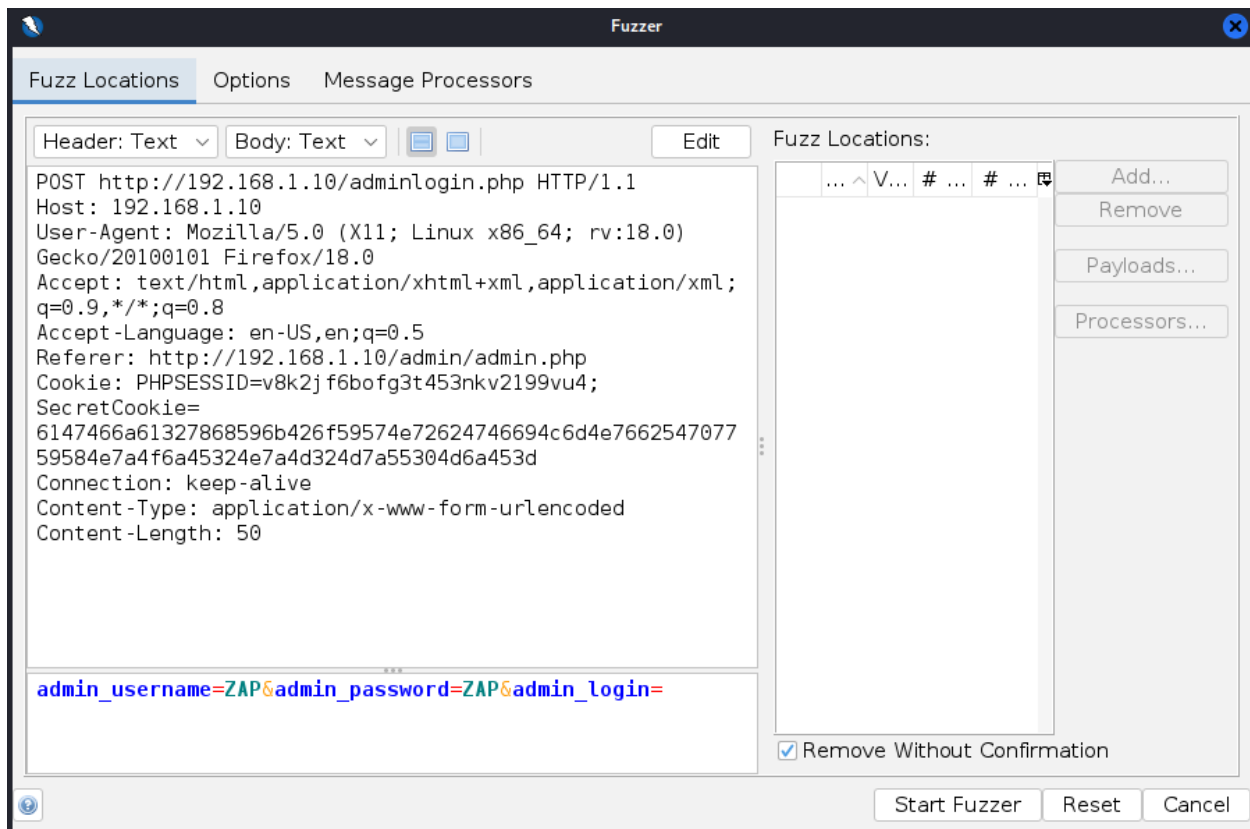 Fuzzer
Fuzz Locations Options Message Processors
Header: Text Body: Text Edit
POST http://192.168.1.10/adminlogin.php HTTP/1.1
Host: 192.168.1.10
User-Agent: Mozilla/5.0 (X11; Linux x86_64; rv:18.0)
Gecko/20100101 Firefox/18.0
Accept: text/html,application/xhtml+xml,application/xml;
q=0.9,*/*;q=0.8
Accept-Language: en-US,en;q=0.5
Referer: http://192.168.1.10/admin/admin.php
Cookie: PHPSESSID=v8k2jf6bofg3t453nkv2199vu4;
SecretCookie=
6147466a61327868596b426f59574e72624746694c6d4e7662547077
59584e7a4f6a45324e7a4d324d7a55304d6a453d
Connection: keep-alive
Content-Type: application/x-www-form-urlencoded
Content-Length: 50
admin_username=ZAP&admin_password=ZAP&admin_login=
Fuzz Locations:
... V... # ... # ...
Add...
Remove
Payloads...
Processors...
Remove Without Confirmation
Start Fuzzer Reset Cancel